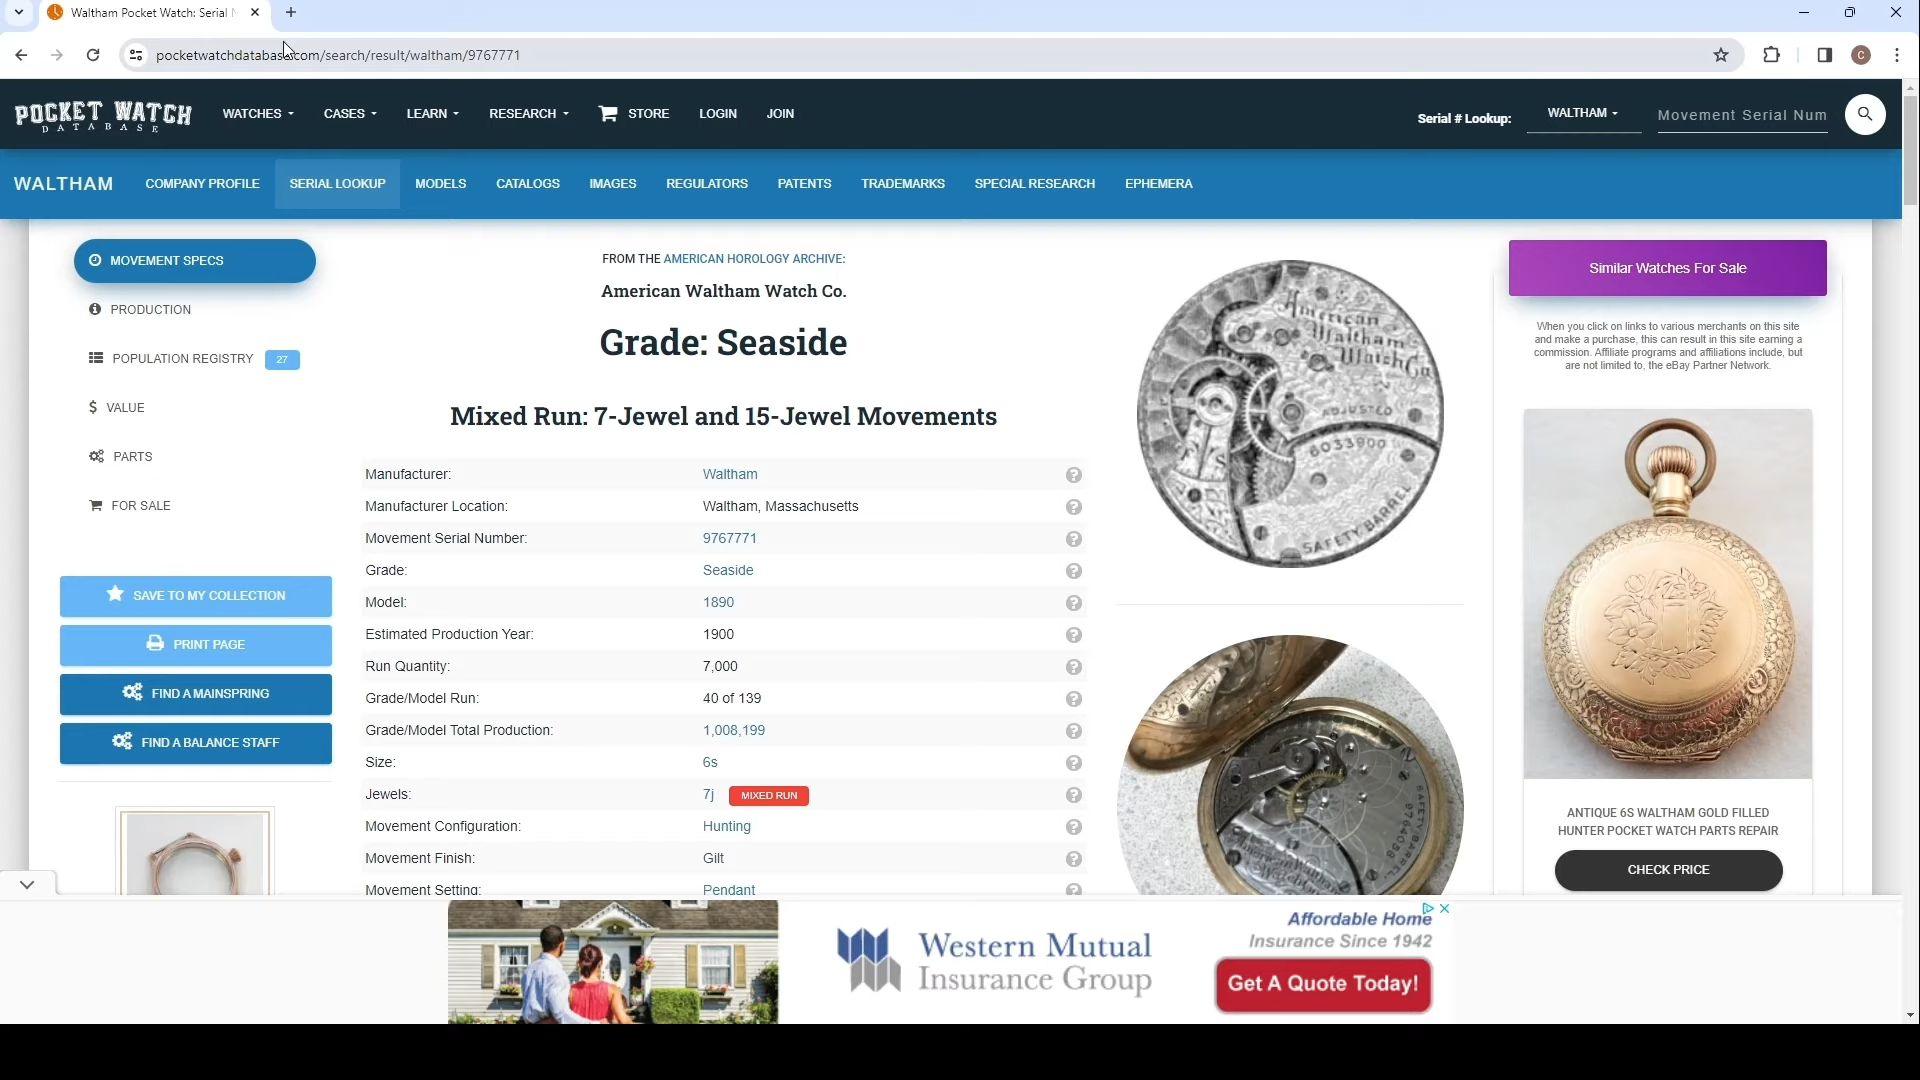 Waltham Pocket Watch: Serial N
pocketwatchdatabase.com/search/result/waltham/9767771
C
POCKET WATCH
DATABASE
WATCHES
CASES
LEARN
RESEARCH
STORE
LOGIN
JOIN
Serial # Lookup:
WALTHAM
Movement Serial Num
WALTHAM
COMPANY PROFILE
SERIAL LOOKUP
MODELS
CATALOGS
IMAGES
REGULATORS
PATENTS
TRADEMARKS
SPECIAL RESEARCH
EPHEMERA
MOVEMENT SPECS
PRODUCTION
POPULATION REGISTRY 27
$ VALUE
PARTS
FOR SALE
SAVE TO MY COLLECTION
PRINT PAGE
FIND A MAINSPRING
FIND A BALANCE STAFF
FROM THE AMERICAN HOROLOGY ARCHIVE:
American Waltham Watch Co.
Grade: Seaside
Mixed Run: 7-Jewel and 15-Jewel Movements
Manufacturer: Waltham
Manufacturer Location: Waltham, Massachusetts
Movement Serial Number: 9767771
Grade: Seaside
Model: 1890
Estimated Production Year: 1900
Run Quantity: 7,000
Grade/Model Run: 40 of 139
Grade/Model Total Production: 1,008,199
Size: 6s
Jewels: 7j MIXED RUN
Movement Configuration: Hunting
Movement Finish: Gilt
Movement Setting: Pendant
American
Waltham
Watch Co.
ADJUSTED
6033900
SAFETY BARREL
SAFETY BARREL
9764058
Similar Watches For Sale
When you click on links to various merchants on this site
and make a purchase, this can result in this site earning a
commission. Affiliate programs and affiliations include, but
are not limited to, the eBay Partner Network.
ANTIQUE 6S WALTHAM GOLD FILLED
HUNTER POCKET WATCH PARTS REPAIR
CHECK PRICE
Western Mutual
Insurance Group
Affordable Home
Insurance Since 1942
Get A Quote Today!